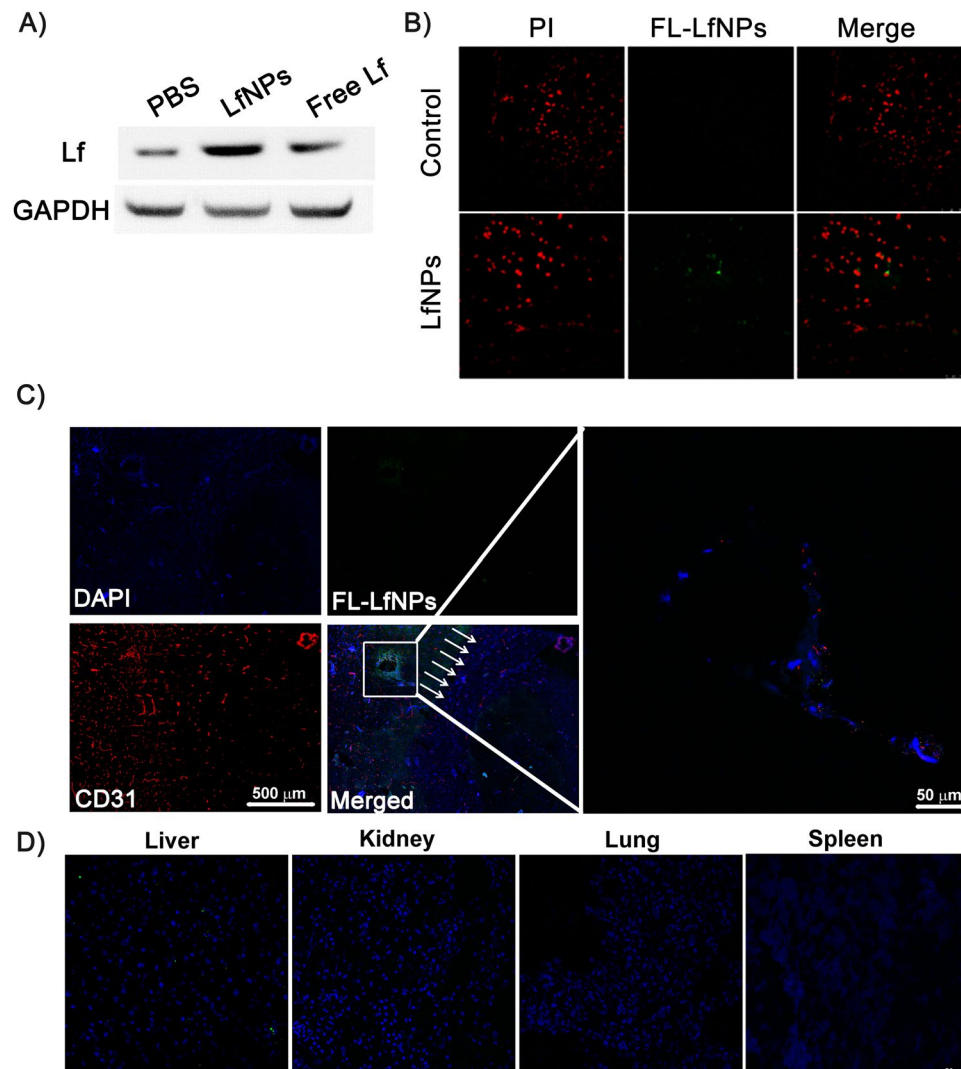 A)
PBS LfNPs Free Lf
Lf
GAPDH
B)
PI FL-LfNPs Merge
Control
LfNPs
C)
DAPI
FL-LfNPs
CD31
500 μm
Merged
50 μm
D)
Liver Kidney Lung Spleen